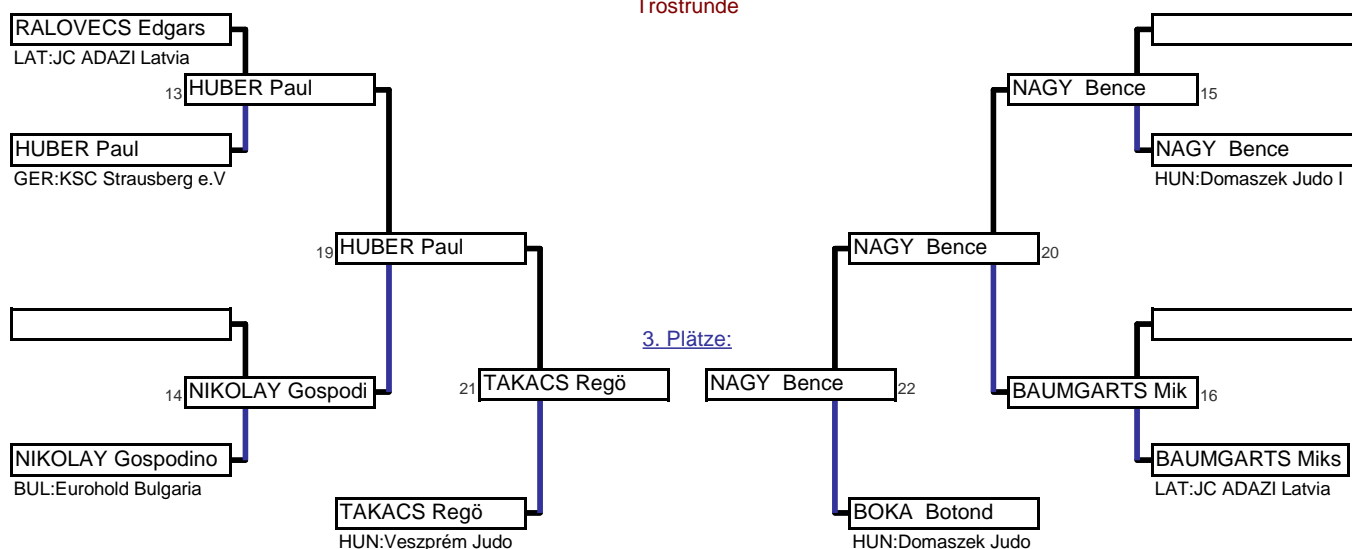 Trostrunde
RALOVECS Edgars
LAT:JC ADAZI Latvia
13 HUBER Paul
HUBER Paul
GER:KSC Strausberg e.V
19 HUBER Paul
14 NIKOLAY Gospodi
NIKOLAY Gospodino
BUL:Eurohold Bulgaria
21 TAKACS Regö
TAKACS Regö
HUN:Veszprém Judo
3. Plätze:
NAGY Bence 15
NAGY Bence
HUN:Domaszek Judo I
NAGY Bence 20
NAGY Bence 22
BAUMGARTS Mik 16
BAUMGARTS Miks
LAT:JC ADAZI Latvia
BOKA Botond
HUN:Domaszek Judo